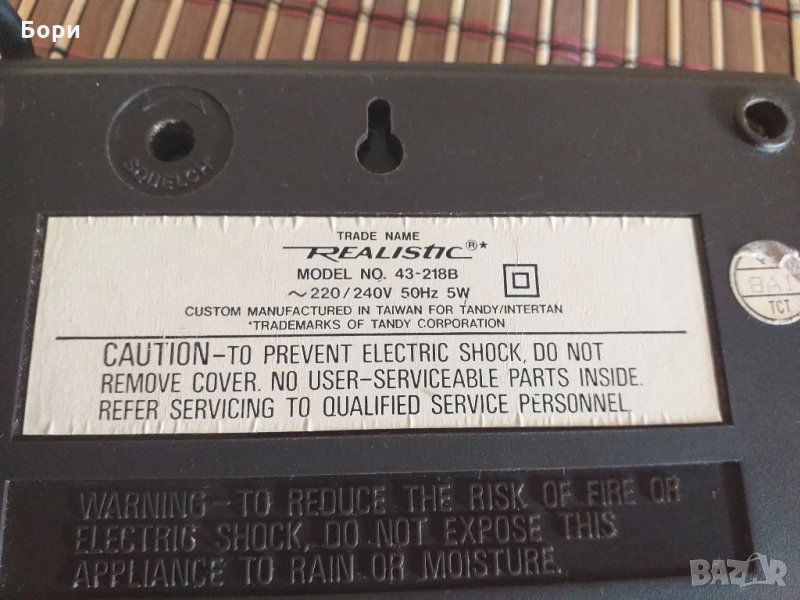 Бори
SQUELCH
TRADE NAME
REALISTIC®*
MODEL NO. 43-218B
~220/240V 50Hz 5W
CUSTOM MANUFACTURED IN TAIWAN FOR TANDY/INTERTAN
*TRADEMARKS OF TANDY CORPORATION
CAUTION–TO PREVENT ELECTRIC SHOCK, DO NOT
REMOVE COVER. NO USER–SERVICEABLE PARTS INSIDE.
REFER SERVICING TO QUALIFIED SERVICE PERSONNEL.
TCT
WARNING–TO REDUCE THE RISK OF FIRE OR
ELECTRIC SHOCK, DO NOT EXPOSE THIS
APPLIANCE TO RAIN OR MOISTURE.
BAZAR